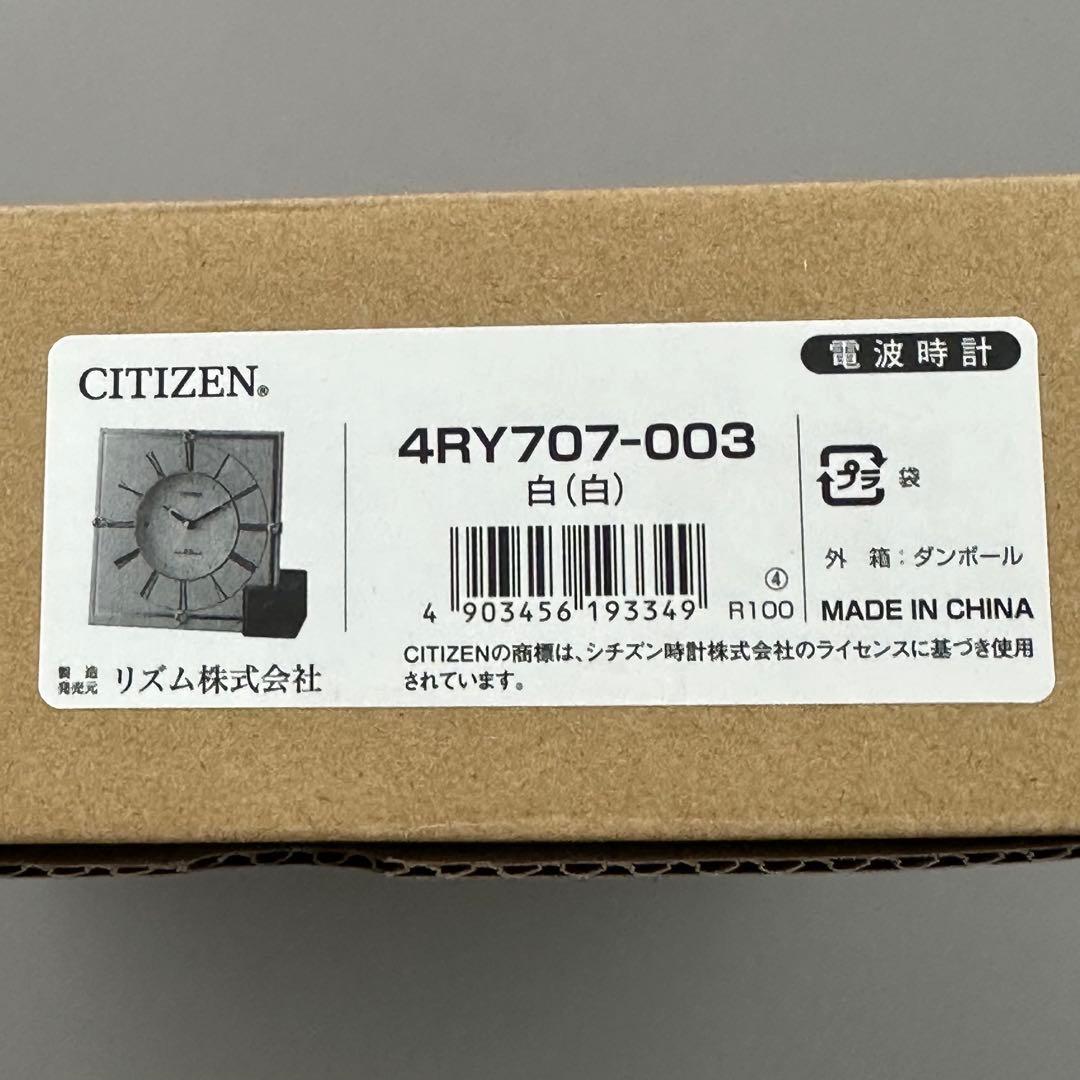 電波時計
CITIZEN®
4RY707-003
白(白)
プラ 袋
外箱:ダンボール
4 903456 193349
④
R100
MADE IN CHINA
CITIZENの商標は、シチズン時計株式会社のライセンスに基づき使用
されています。
製造
発売元 リズム株式会社